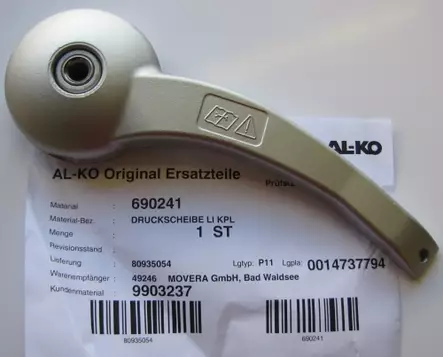 AL-KO
AL-KO Original Ersatzteile
Material 690241
Material-Bez. DRUCKSCHEIBE LI KPL
Menge 1 ST
Revisionsstand
Lieferung 80935054 Lgtyp: P11 Lgpla: 0014737794
Warenempfänger 49246 MOVERA GmbH, Bad Waldsee
Kundenmaterial 9903237
80935054
690241